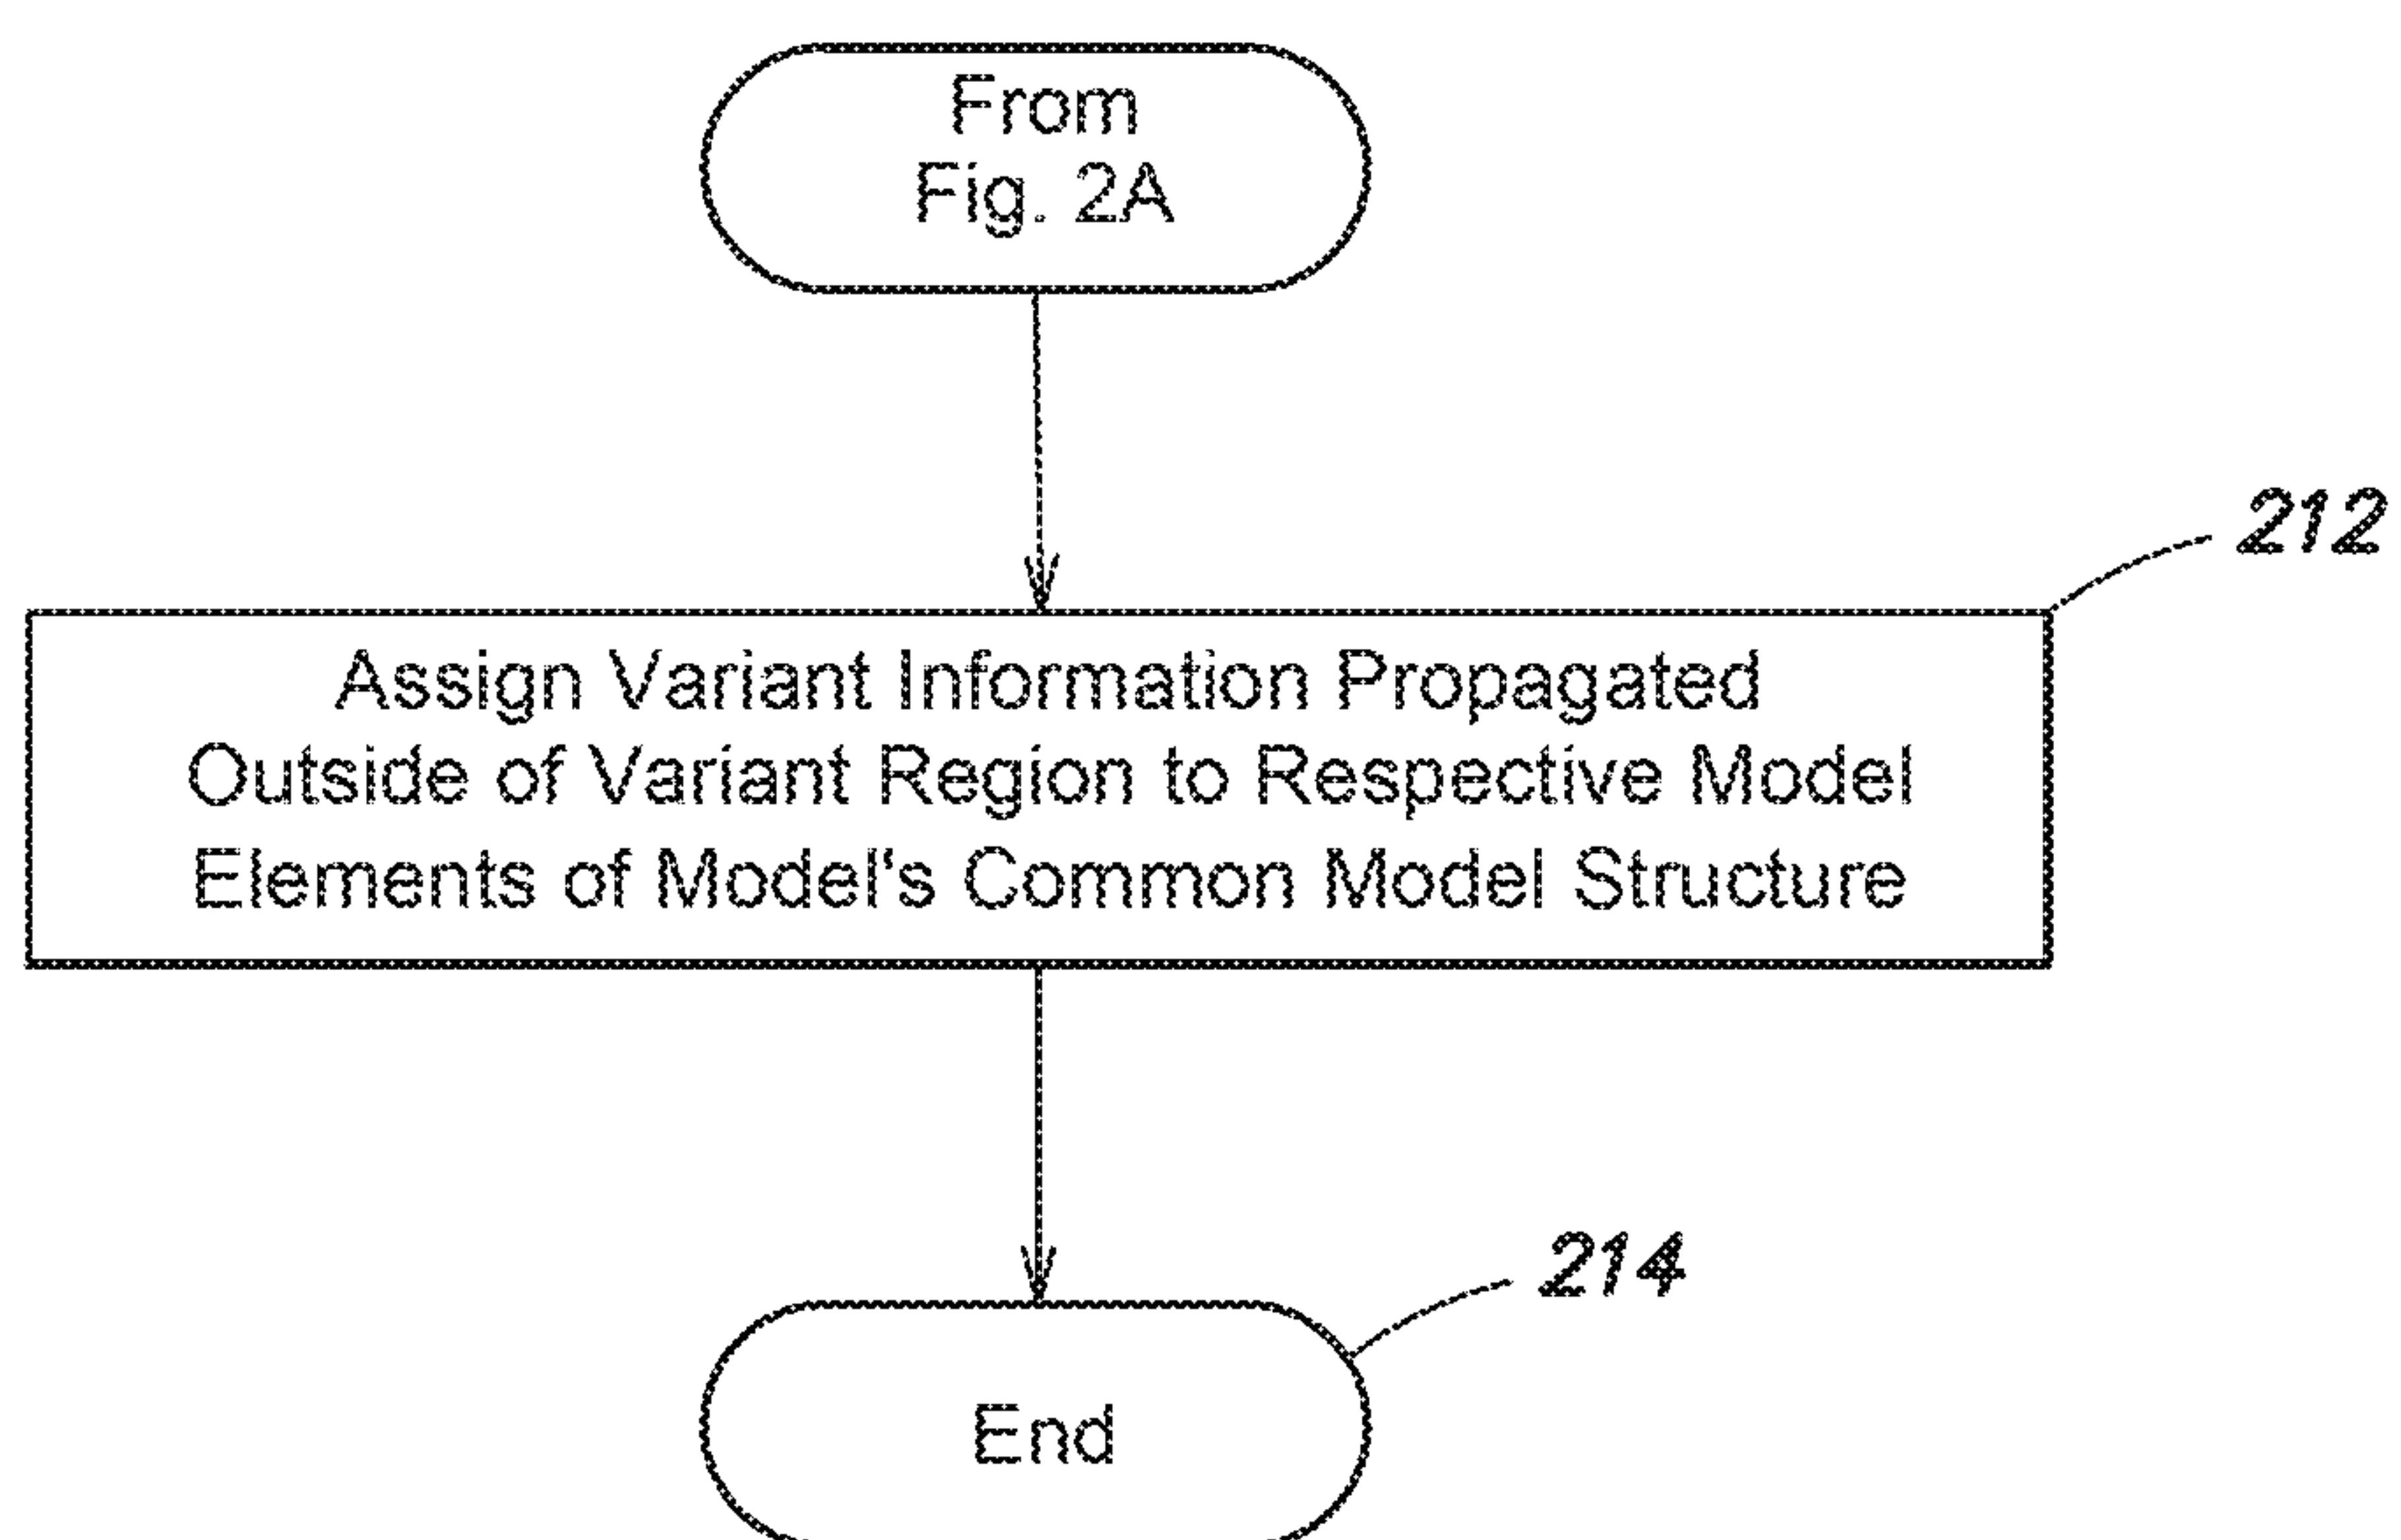 From
Fig. 2A
212
Assign Variant Information Propagated
Outside of Variant Region to Respective Model
Elements of Model's Common Model Structure
214
End